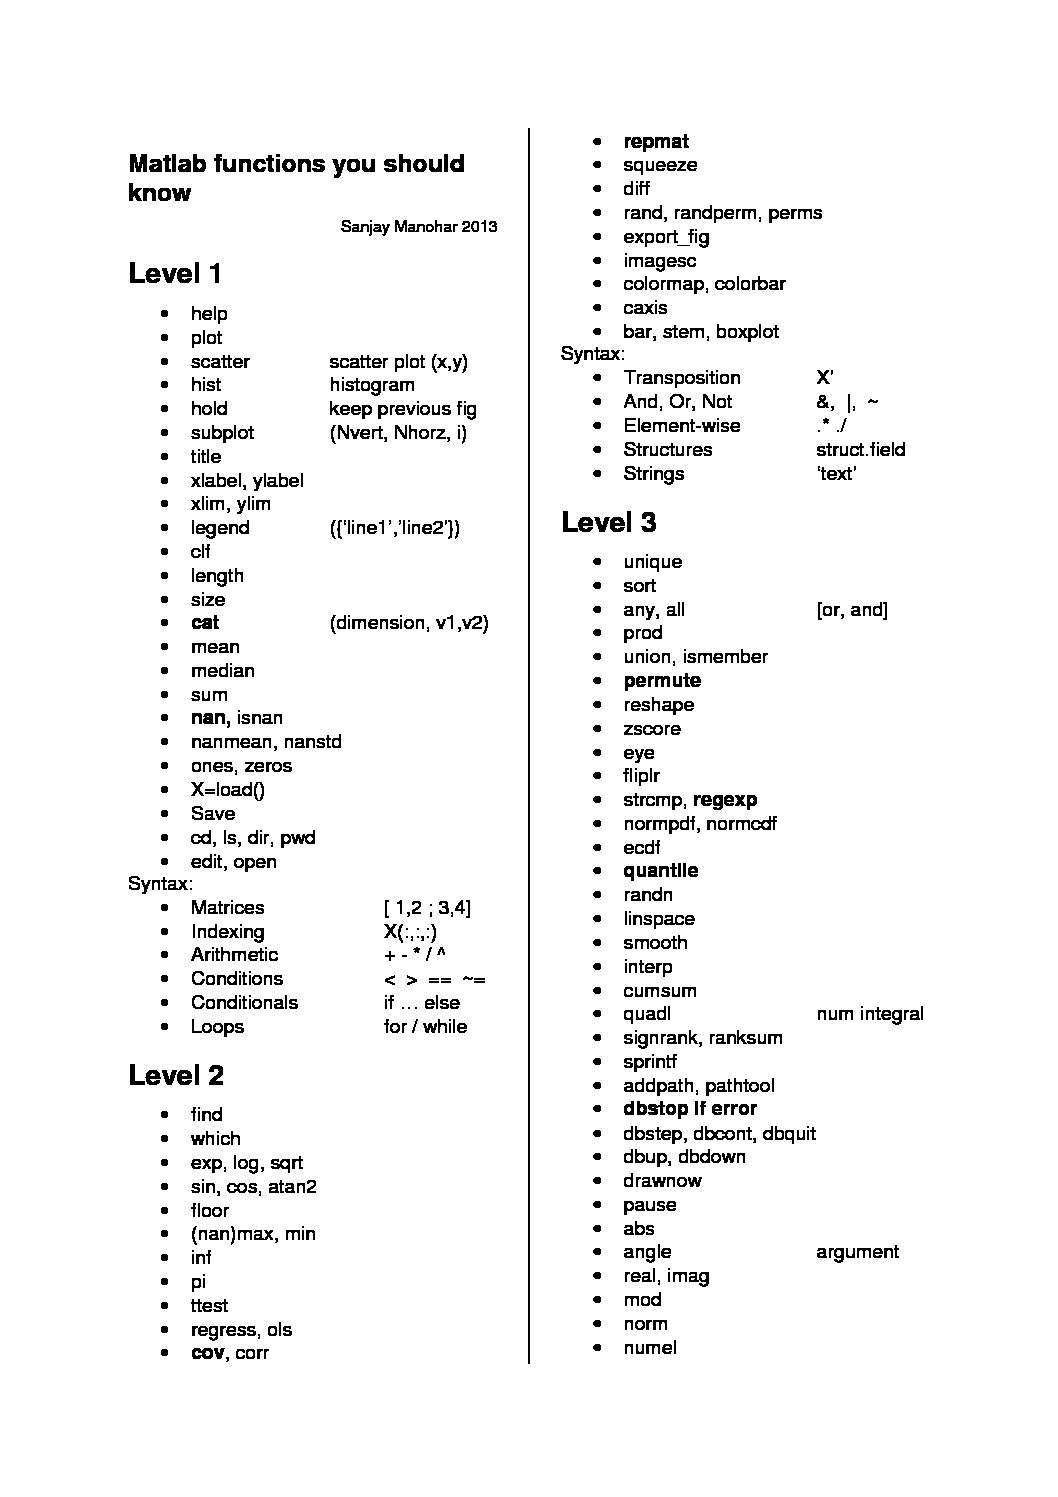 Matlab functions you should
know
Sanjay Manohar 2013
Level 1
• help
• plot
• scatter scatter plot (x,y)
• hist histogram
• hold keep previous fig
• subplot (Nvert, Nhorz, i)
• title
• xlabel, ylabel
• xlim, ylim
• legend ({‘line1’,’line2’})
• clf
• length
• size
• cat (dimension, v1,v2)
• mean
• median
• sum
• nan, isnan
• nanmean, nanstd
• ones, zeros
• X=load()
• Save
• cd, ls, dir, pwd
• edit, open
Syntax:
• Matrices [ 1,2 ; 3,4]
• Indexing X(:,:,:)
• Arithmetic + - * / ^
• Conditions < > == ~=
• Conditionals if … else
• Loops for / while
Level 2
• find
• which
• exp, log, sqrt
• sin, cos, atan2
• floor
• (nan)max, min
• inf
• pi
• ttest
• regress, ols
• cov, corr
• repmat
• squeeze
• diff
• rand, randperm, perms
• export_fig
• imagesc
• colormap, colorbar
• caxis
• bar, stem, boxplot
Syntax:
• Transposition X’
• And, Or, Not &, |, ~
• Element-wise .* ./
• Structures struct.field
• Strings ‘text’
Level 3
• unique
• sort
• any, all [or, and]
• prod
• union, ismember
• permute
• reshape
• zscore
• eye
• fliplr
• strcmp, regexp
• normpdf, normcdf
• ecdf
• quantile
• randn
• linspace
• smooth
• interp
• cumsum
• quadl num integral
• signrank, ranksum
• sprintf
• addpath, pathtool
• dbstop if error
• dbstep, dbcont, dbquit
• dbup, dbdown
• drawnow
• pause
• abs
• angle argument
• real, imag
• mod
• norm
• numel